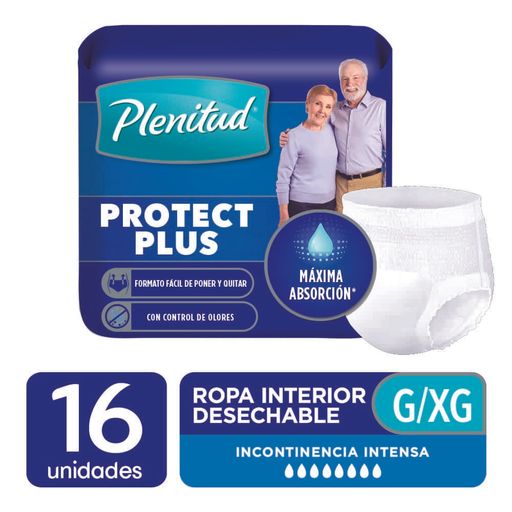 Plenitud
PROTECT
PLUS
FORMATO FÁCIL DE PONER Y QUITAR
CON CONTROL DE OLORES
MÁXIMA
ABSORCIÓN*
16
unidades
ROPA INTERIOR
DESECHABLE
G/XG
INCONTINENCIA INTENSA